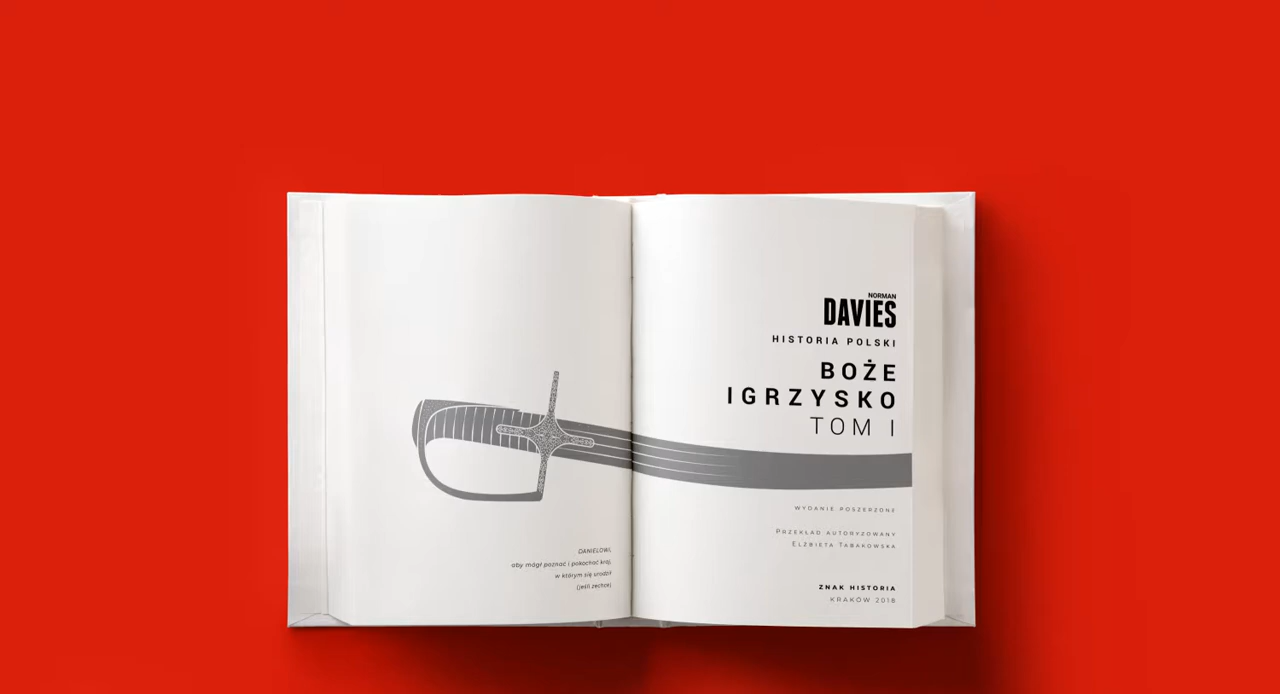 DANIELOWI,
aby mógł poznać i pokochać kraj,
w którym się urodził
(jeśli zechce)
NORMAN
DAVIES
HISTORIA POLSKI
BOŻE
IGRZYSKO
TOM I
WYDANIE POSZERZONE
PRZEKŁAD AUTORYZOWANY
ELŻBIETA TABAKOWSKA
ZNAK HISTORIA
KRAKÓW 2018